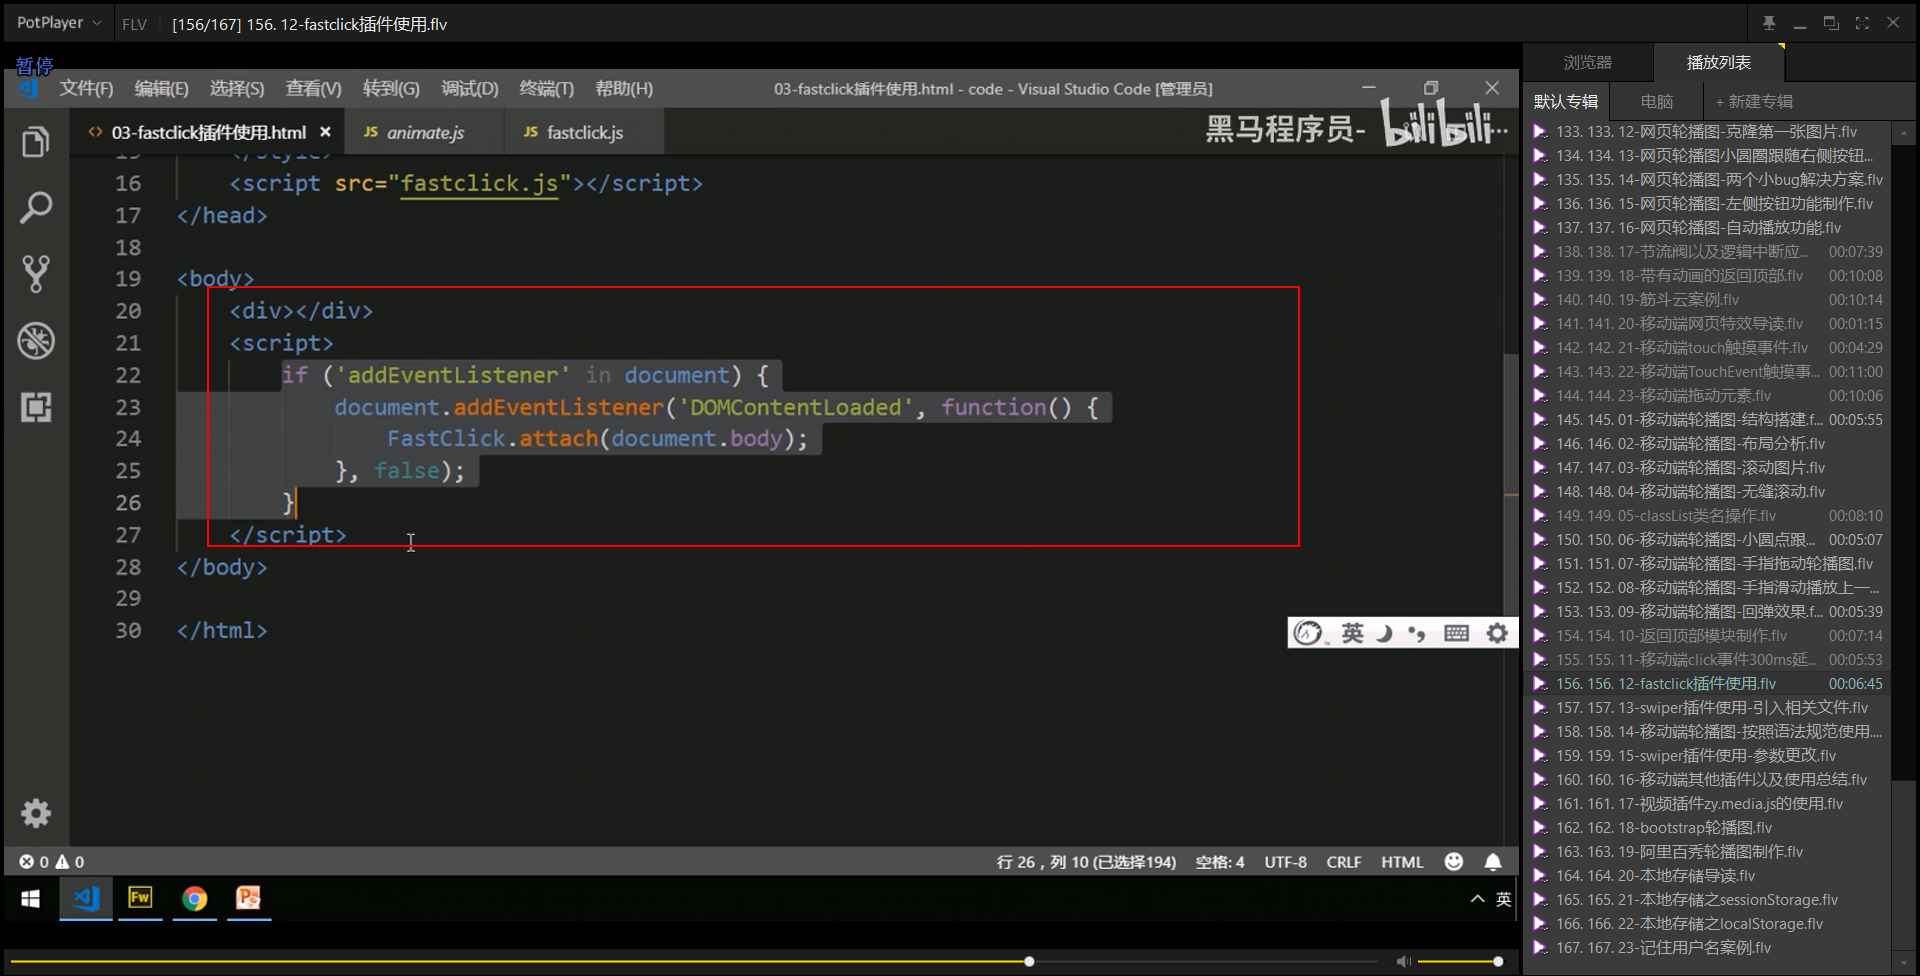 PotPlayer
FLV
[156/167] 156. 12-fastclick插件使用.flv
暂停
文件(F) 编辑(E) 选择(S) 查看(V) 转到(G) 调试(D) 终端(T) 帮助(H)
03-fastclick插件使用.html - code - Visual Studio Code [管理员]
<> 03-fastclick插件使用.html ×
JS animate.js
JS fastclick.js
黑马程序员- bilibili
16 <script src="fastclick.js"></script>
17 </head>
18
19 <body>
20 <div></div>
21 <script>
22 if ('addEventListener' in document) {
23 document.addEventListener('DOMContentLoaded', function() {
24 FastClick.attach(document.body);
25 }, false);
26 }
27 </script>
28 </body>
29
30 </html>
英
0 0
行 26，列 10 (已选择194) 空格: 4 UTF-8 CRLF HTML
Fw
英
浏览器 播放列表
默认专辑 电脑 + 新建专辑
133. 133. 12-网页轮播图-克隆第一张图片.flv
134. 134. 13-网页轮播图小圆圈跟随右侧按钮...
135. 135. 14-网页轮播图-两个小bug解决方案.flv
136. 136. 15-网页轮播图-左侧按钮功能制作.flv
137. 137. 16-网页轮播图-自动播放功能.flv
138. 138. 17-节流阀以及逻辑中断应... 00:07:39
139. 139. 18-带有动画的返回顶部.flv 00:10:08
140. 140. 19-筋斗云案例.flv 00:10:14
141. 141. 20-移动端网页特效导读.flv 00:01:15
142. 142. 21-移动端touch触摸事件.flv 00:04:29
143. 143. 22-移动端TouchEvent触摸事... 00:11:00
144. 144. 23-移动端拖动元素.flv 00:10:06
145. 145. 01-移动端轮播图-结构搭建.f... 00:05:55
146. 146. 02-移动端轮播图-布局分析.flv
147. 147. 03-移动端轮播图-滚动图片.flv
148. 148. 04-移动端轮播图-无缝滚动.flv
149. 149. 05-classList类名操作.flv 00:08:10
150. 150. 06-移动端轮播图-小圆点跟... 00:05:07
151. 151. 07-移动端轮播图-手指拖动轮播图.flv
152. 152. 08-移动端轮播图-手指滑动播放上一...
153. 153. 09-移动端轮播图-回弹效果.f... 00:05:39
154. 154. 10-返回顶部模块制作.flv 00:07:14
155. 155. 11-移动端click事件300ms延... 00:05:53
156. 156. 12-fastclick插件使用.flv 00:06:45
157. 157. 13-swiper插件使用-引入相关文件.flv
158. 158. 14-移动端轮播图-按照语法规范使用....
159. 159. 15-swiper插件使用-参数更改.flv
160. 160. 16-移动端其他插件以及使用总结.flv
161. 161. 17-视频插件zy.media.js的使用.flv
162. 162. 18-bootstrap轮播图.flv
163. 163. 19-阿里百秀轮播图制作.flv
164. 164. 20-本地存储导读.flv
165. 165. 21-本地存储之sessionStorage.flv
166. 166. 22-本地存储之localStorage.flv
167. 167. 23-记住用户名案例.flv